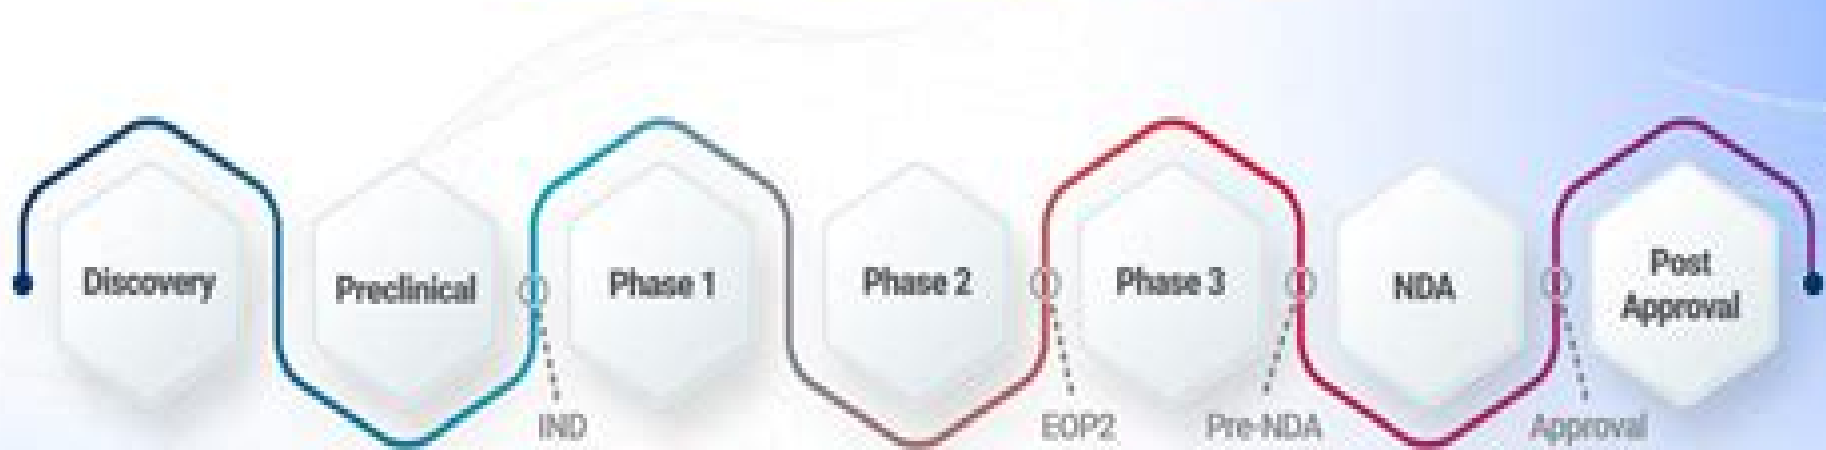 Discovery
Preclinical
Phase 1
Phase 2
Phase 3
NDA
Post
Approval
IND
EOP2
Pre-NDA
Approval